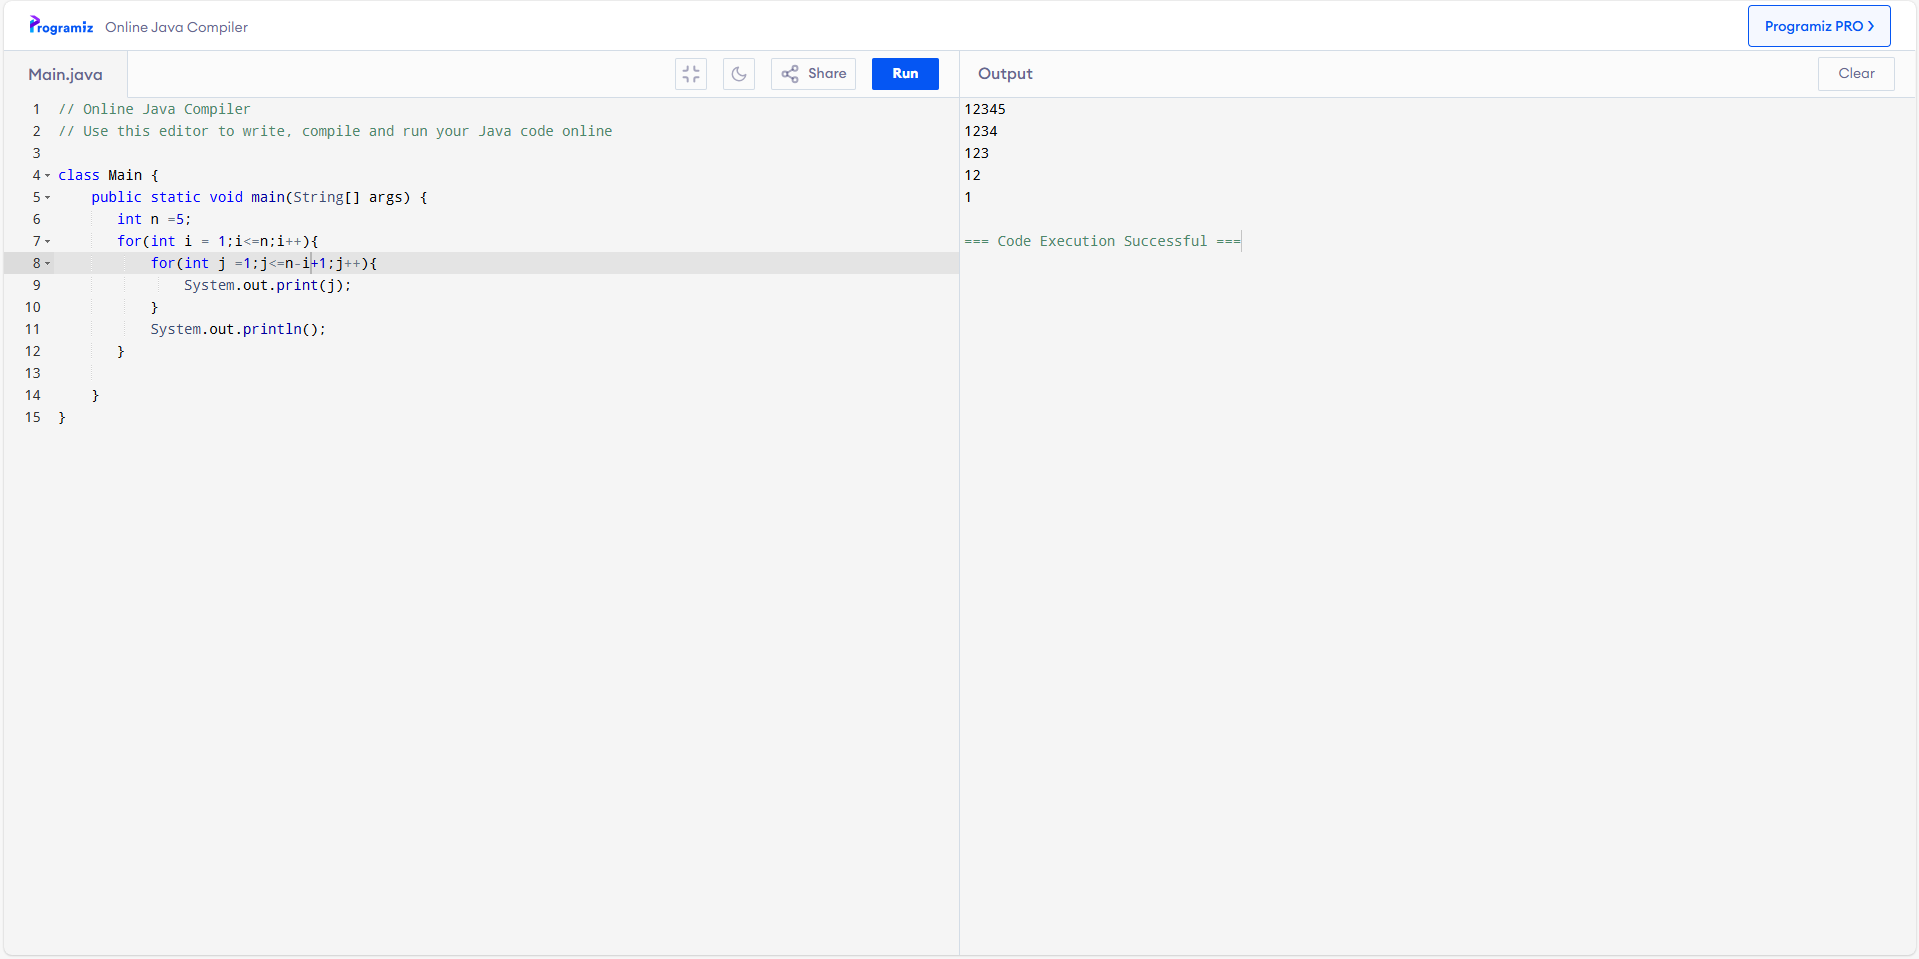 Programiz Online Java Compiler
Programiz PRO
Main.java
Share
Run
Output
Clear
1 // Online Java Compiler
2 // Use this editor to write, compile and run your Java code online
3
4 class Main {
5     public static void main(String[] args) {
6        int n =5;
7        for(int i = 1;i<=n;i++){
8            for(int j =1;j<=n-i+1;j++){
9                System.out.print(j);
10            }
11            System.out.println();
12        }
13
14     }
15 }
12345
1234
123
12
1
=== Code Execution Successful ===